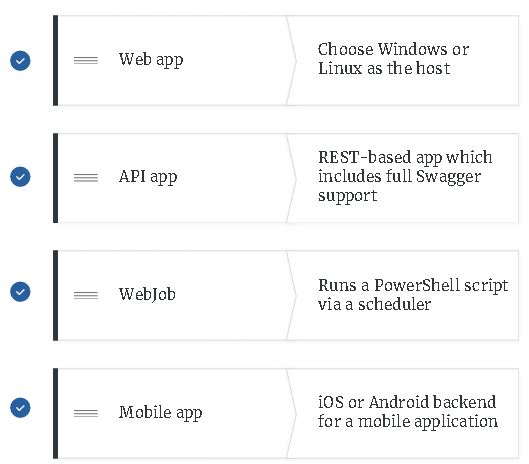 Web app
Choose Windows or
Linux as the host
API app
REST-based app which
includes full Swagger
support
WebJob
Runs a PowerShell script
via a scheduler
Mobile app
iOS or Android backend
for a mobile application